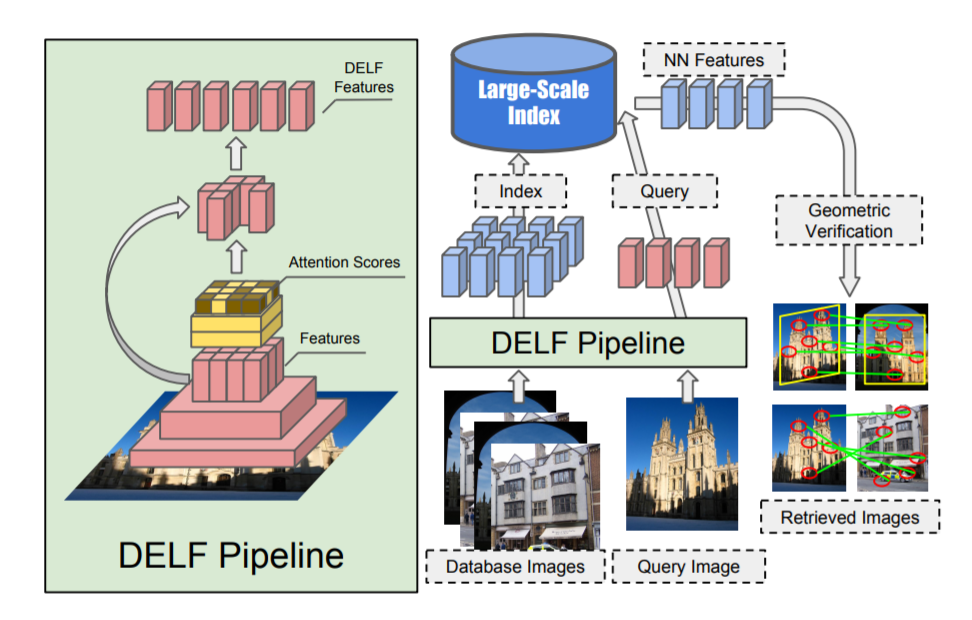 DELF
Features
Attention Scores
Features
DELF Pipeline
Large-Scale
Index
NN Features
Index
Query
Geometric
Verification
DELF Pipeline
Database Images
Query Image
Retrieved Images